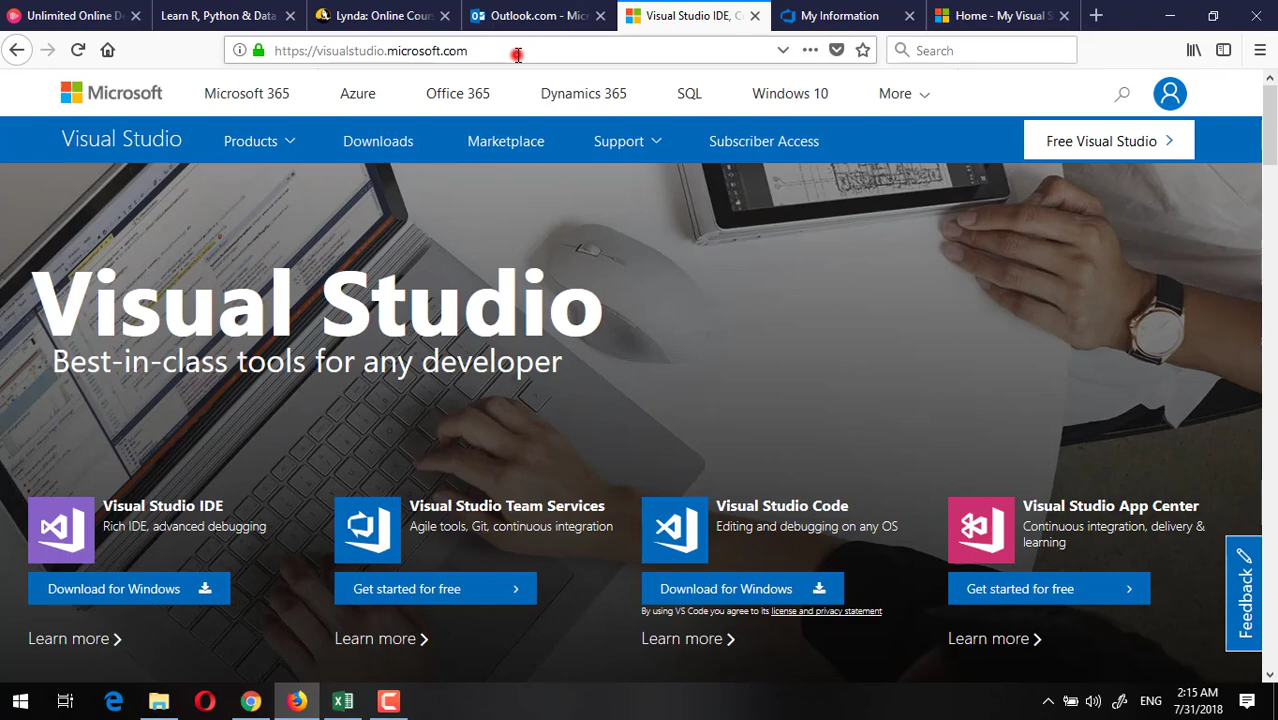 Unlimited Online D
Learn R, Python & Data
Lynda: Online Cour
Outlook.com - Micr
Visual Studio IDE, C
My Information
Home - My Visual S
https://visualstudio.microsoft.com
Search
Microsoft
Microsoft 365
Azure
Office 365
Dynamics 365
SQL
Windows 10
More
Visual Studio
Products
Downloads
Marketplace
Support
Subscriber Access
Free Visual Studio
Visual Studio
Best-in-class tools for any developer
Visual Studio IDE
Rich IDE, advanced debugging
Download for Windows
Learn more
Visual Studio Team Services
Agile tools, Git, continuous integration
Get started for free
Learn more
Visual Studio Code
Editing and debugging on any OS
Download for Windows
By using VS Code you agree to its license and privacy statement
Learn more
Visual Studio App Center
Continuous integration, delivery &
learning
Get started for free
Learn more
Feedback
ENG
2:15 AM
7/31/2018